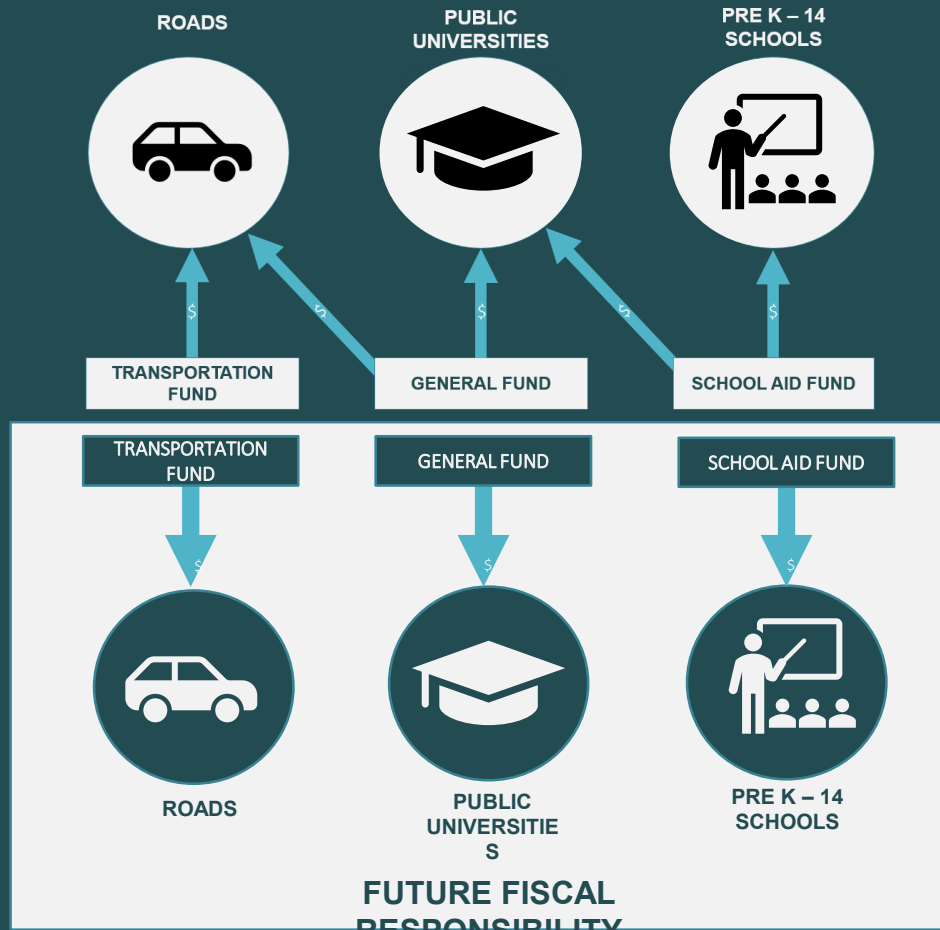 ROADS
PUBLIC
UNIVERSITIES
PRE K – 14
SCHOOLS
$
$
$
$
$
TRANSPORTATION
FUND
GENERAL FUND
SCHOOL AID FUND
TRANSPORTATION
FUND
GENERAL FUND
SCHOOL AID FUND
$
$
$
ROADS
PUBLIC
UNIVERSITIE
S
PRE K – 14
SCHOOLS
FUTURE FISCAL
RESPONSIBILITY